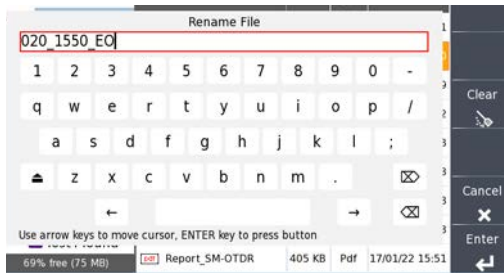 Rename File
020_1550_EO
1 2 3 4 5 6 7 8 9 0 -
q w e r t y u i o p /
a s d f g h j k l ;
z x c v b n m .
Use arrow keys to move cursor, ENTER key to press button
69% free (75 MB)
Report_SM-OTDR 405 KB Pdf 17/01/22 15:51
Clear
Cancel
Enter